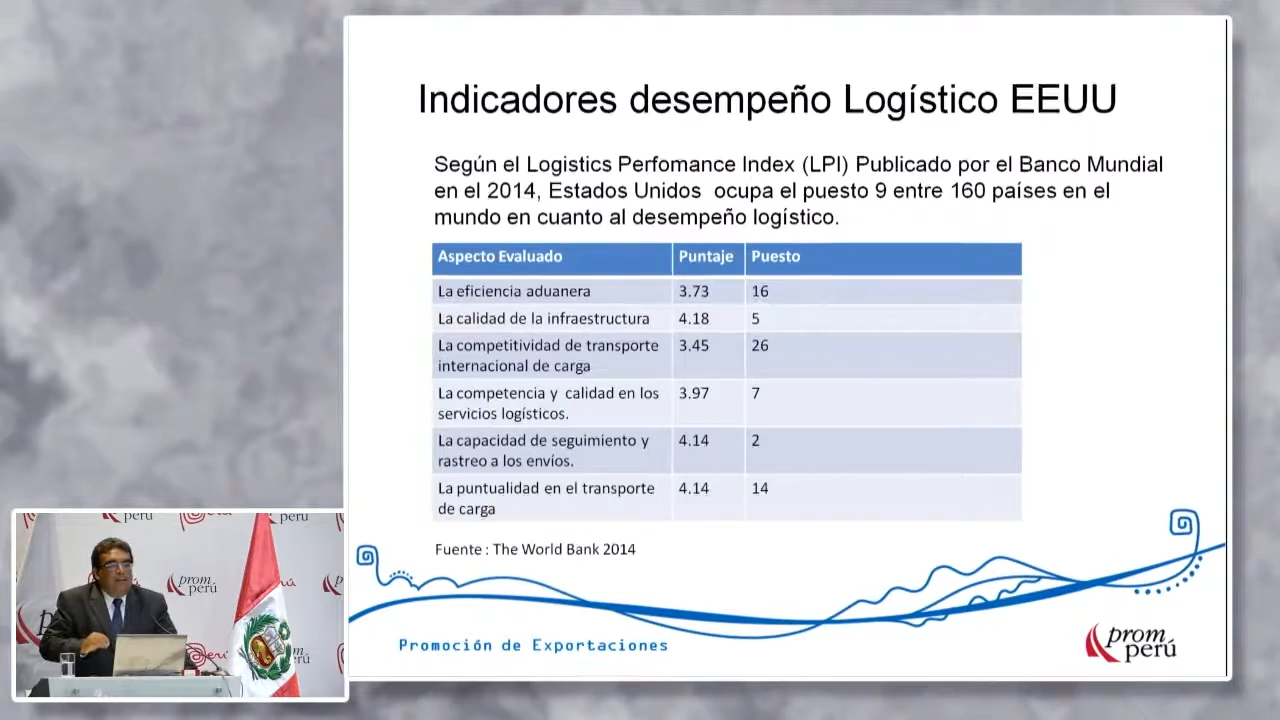 Indicadores desempeño Logístico EEUU
Según el Logistics Perfomance Index (LPI) Publicado por el Banco Mundial
en el 2014, Estados Unidos ocupa el puesto 9 entre 160 países en el
mundo en cuanto al desempeño logístico.
Aspecto Evaluado Puntaje Puesto
La eficiencia aduanera 3.73 16
La calidad de la infraestructura 4.18 5
La competitividad de transporte
internacional de carga 3.45 26
La competencia y calidad en los
servicios logísticos. 3.97 7
La capacidad de seguimiento y
rastreo a los envíos. 4.14 2
La puntualidad en el transporte
de carga 4.14 14
Fuente : The World Bank 2014
Promoción de Exportaciones
prom
perú
prom
perú